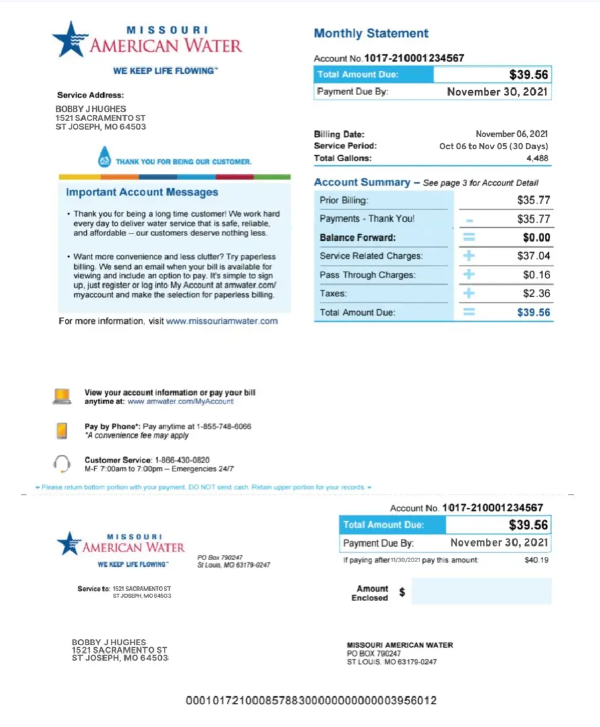 MISSOURI
AMERICAN WATER
WE KEEP LIFE FLOWING™
Service Address:
BOBBY J HUGHES
1521 SACRAMENTO ST
ST JOSEPH, MO 64503
THANK YOU FOR BEING OUR CUSTOMER.
Important Account Messages
• Thank you for being a long time customer! We work hard
every day to deliver water service that is safe, reliable,
and affordable – our customers deserve nothing less.
• Want more convenience and less clutter? Try paperless
billing. We send an email when your bill is available for
viewing and include an option to pay. It's simple to sign
up, just register or log into My Account at amwater.com/
myaccount and make the selection for paperless billing.
For more information, visit www.missouriamwater.com
Monthly Statement
Account No. 1017-210001234567
Total Amount Due: $39.56
Payment Due By: November 30, 2021
Billing Date: November 06, 2021
Service Period: Oct 06 to Nov 05 (30 Days)
Total Gallons: 4,488
Account Summary – See page 3 for Account Detail
Prior Billing: $35.77
Payments - Thank You! - $35.77
Balance Forward: = $0.00
Service Related Charges: + $37.04
Pass Through Charges: + $0.16
Taxes: + $2.36
Total Amount Due: = $39.56
View your account information or pay your bill
anytime at: www.amwater.com/MyAccount
Pay by Phone*: Pay anytime at 1-855-748-6066
*A convenience fee may apply
Customer Service: 1-866-430-0820
M-F 7:00am to 7:00pm – Emergencies 24/7
Please return bottom portion with your payment. DO NOT send cash. Retain upper portion for your records.
MISSOURI
AMERICAN WATER
WE KEEP LIFE FLOWING™
PO Box 790247
St Louis, MO 63179-0247
Service to: 1521 SACRAMENTO ST
ST JOSEPH, MO 64503
BOBBY J HUGHES
1521 SACRAMENTO ST
ST JOSEPH, MO 64503
Account No. 1017-210001234567
Total Amount Due: $39.56
Payment Due By: November 30, 2021
If paying after 11/30/2021 pay this amount: $40.19
Amount
Enclosed $
MISSOURI AMERICAN WATER
PO BOX 790247
ST LOUIS, MO 63179-0247
000101721000857883000000000003956012